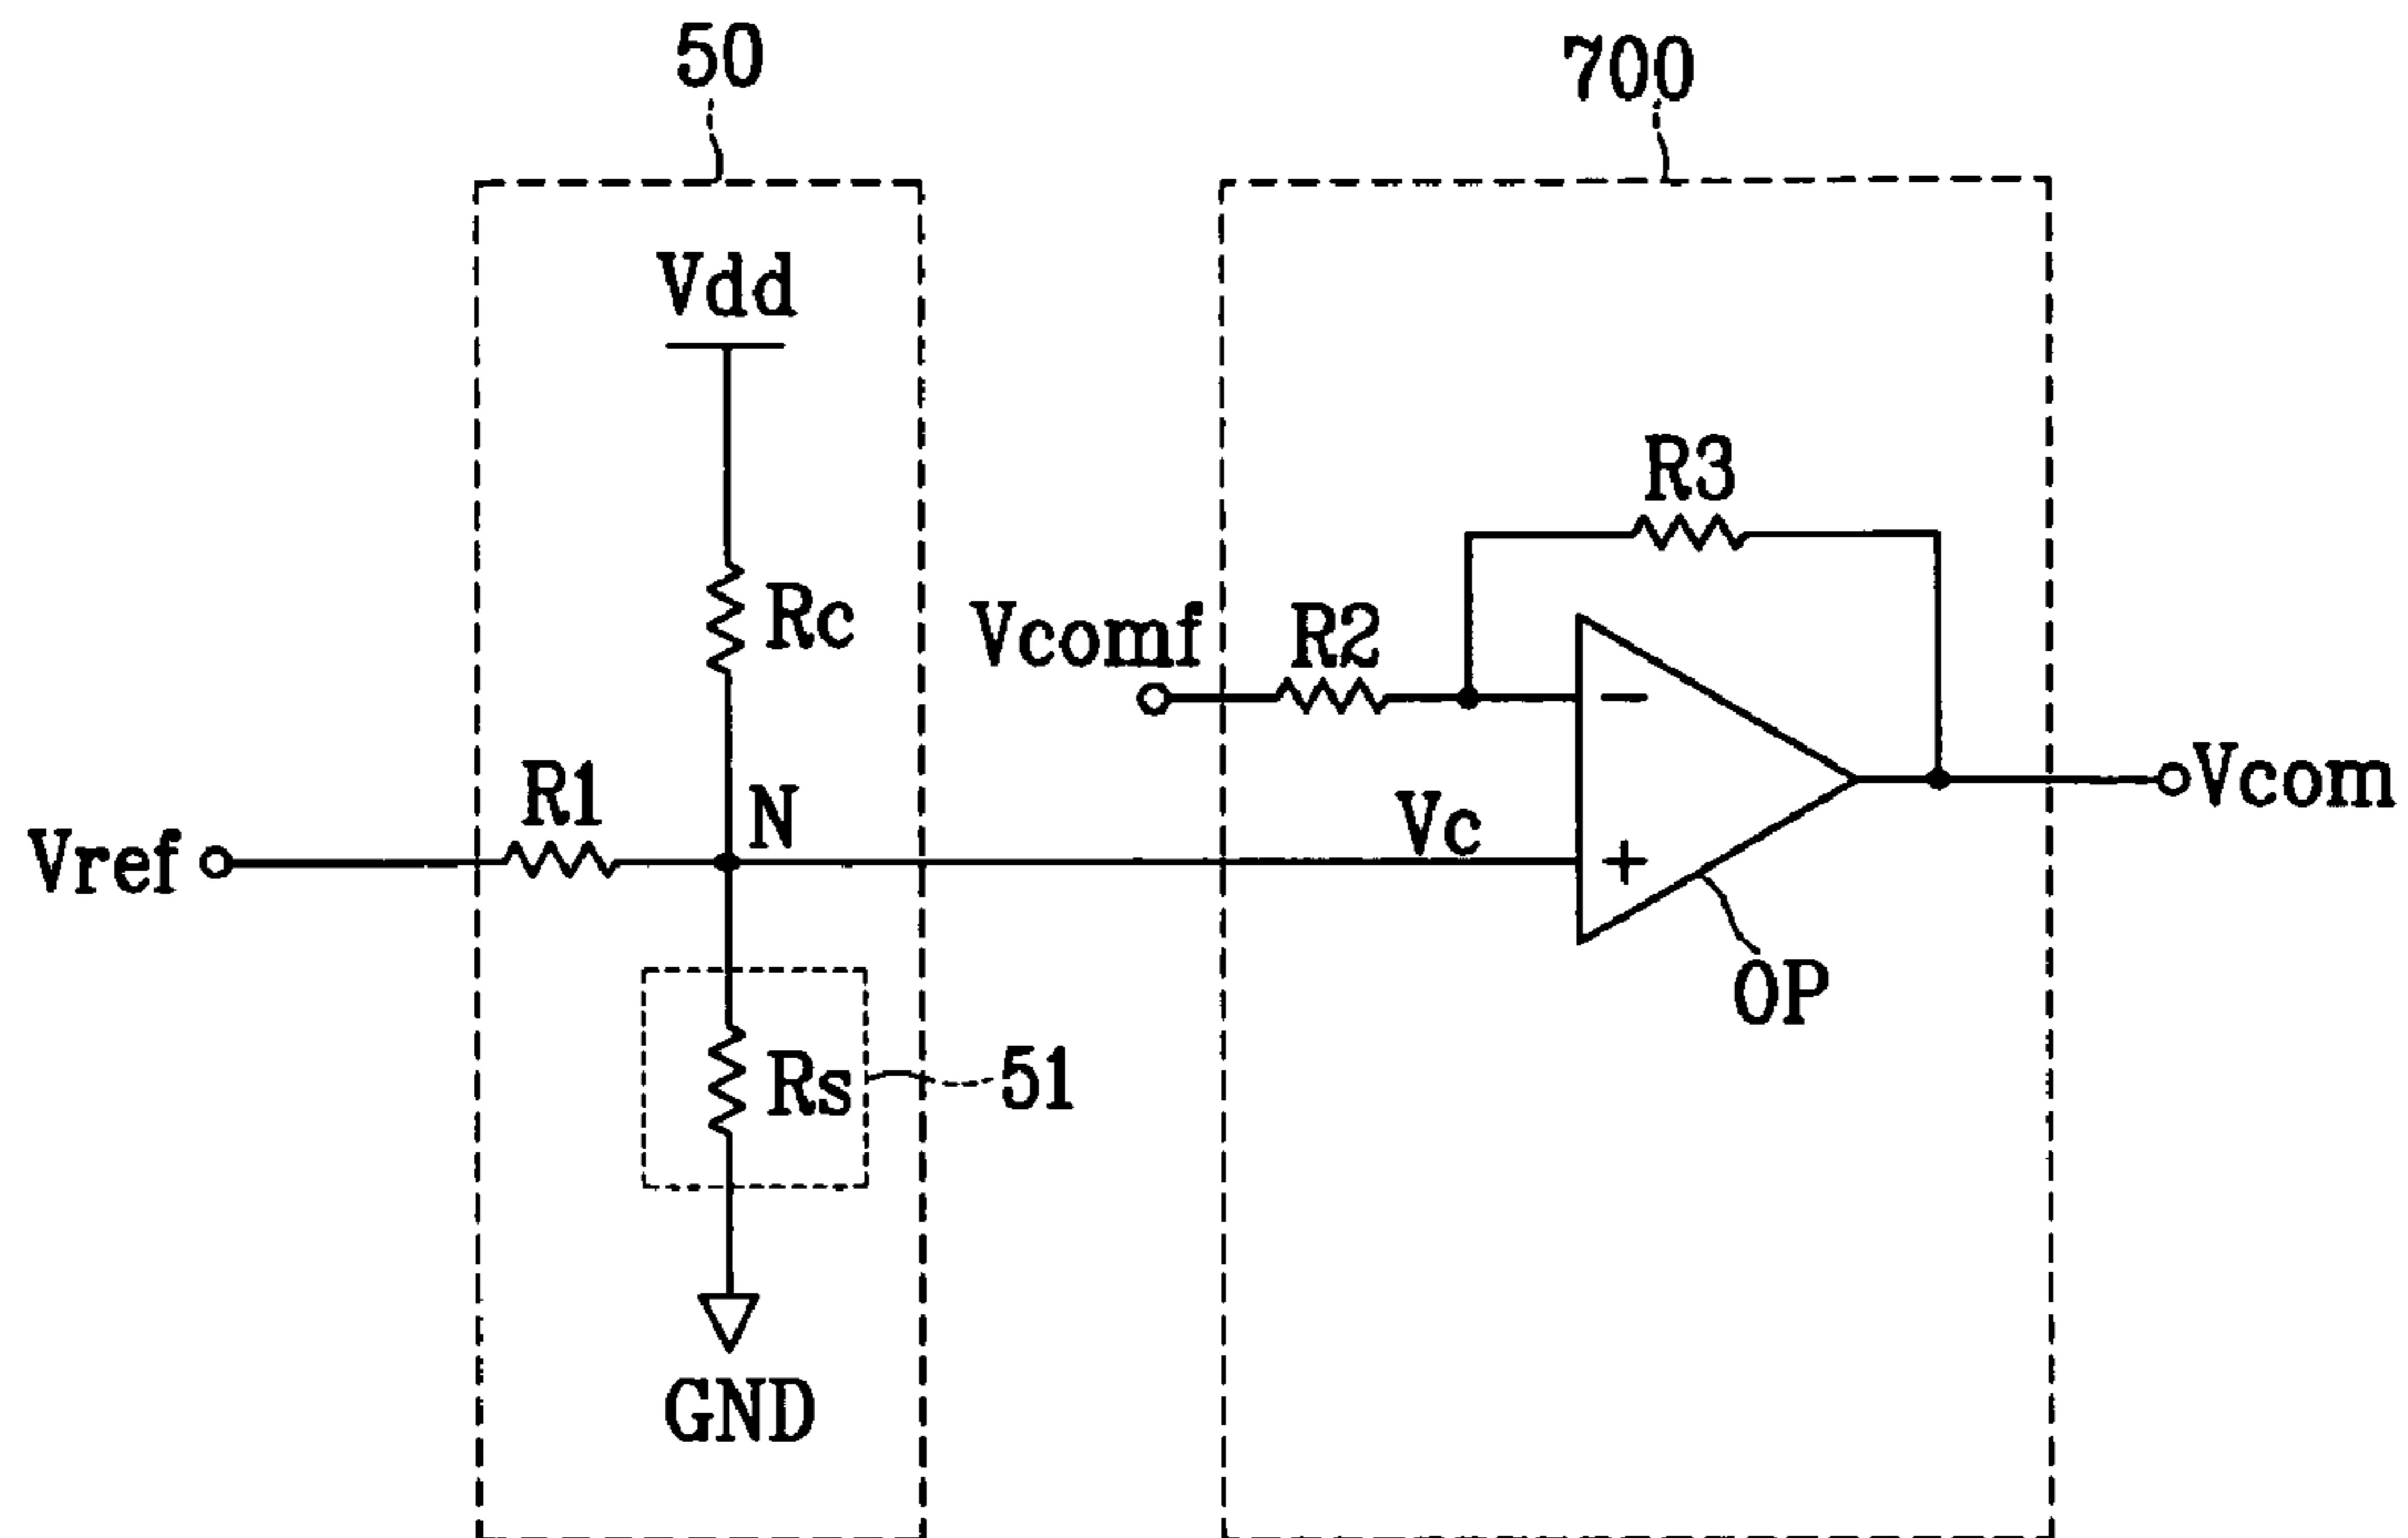 50
700
Vdd
R3
Rc
Vcomf
R2
−
R1
N
Vcom
Vref
Vc
+
OP
Rs
51
GND